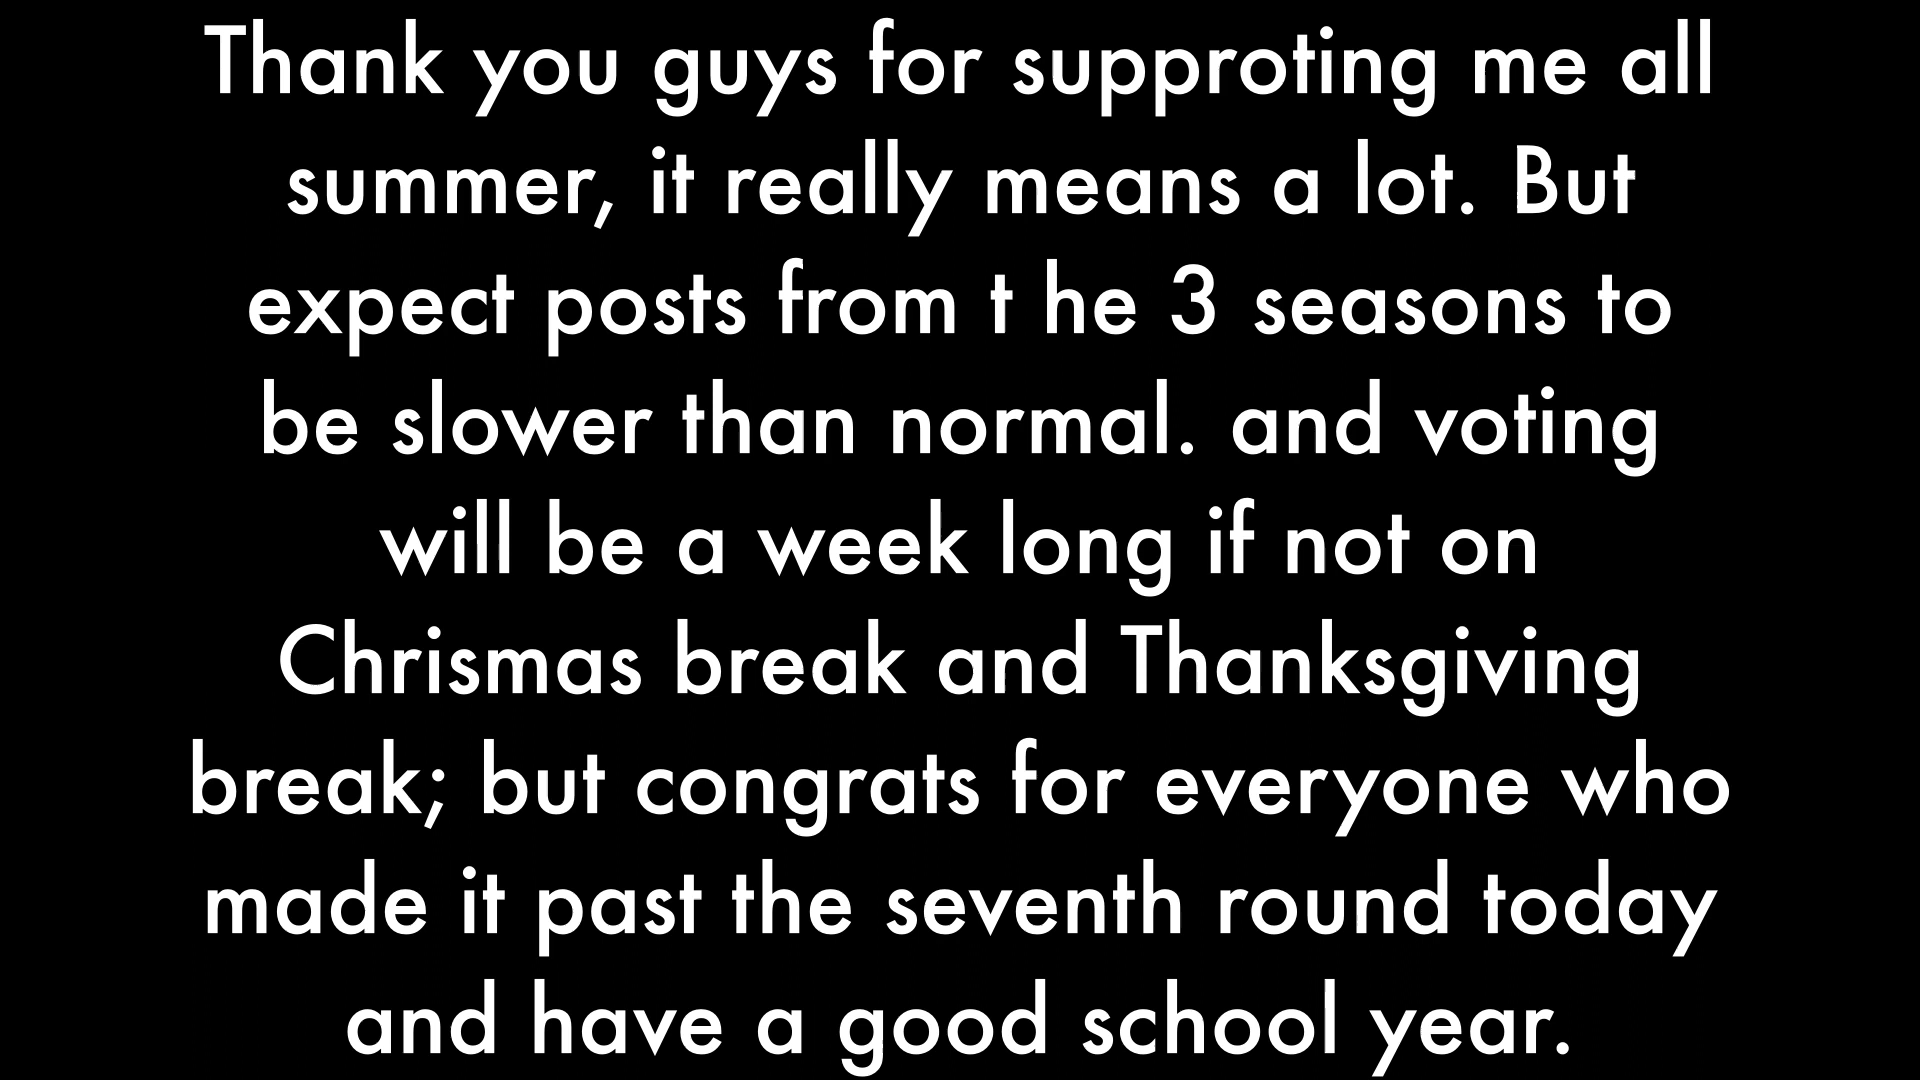 Thank you guys for supproting me all
summer, it really means a lot. But
expect posts from t he 3 seasons to
be slower than normal. and voting
will be a week long if not on
Chrismas break and Thanksgiving
break; but congrats for everyone who
made it past the seventh round today
and have a good school year.